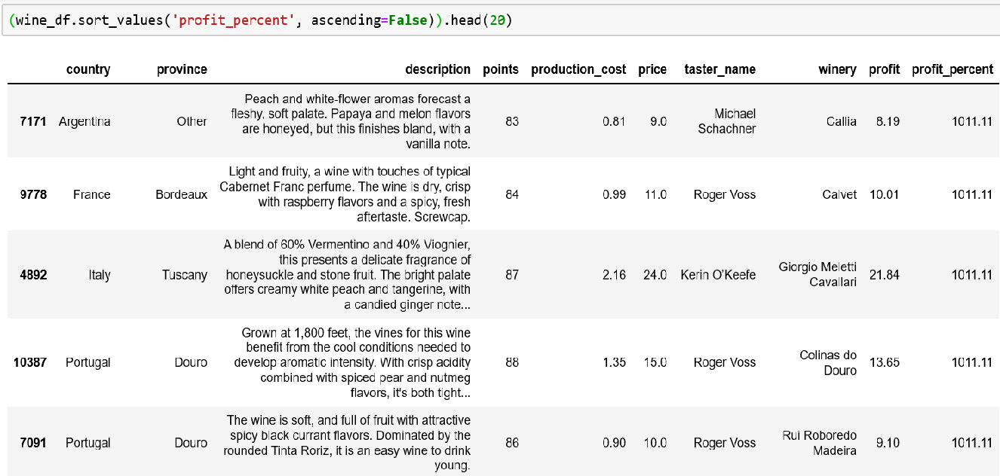 (wine_df.sort_values('profit_percent', ascending=False)).head(20)
country province description points production_cost price taster_name winery profit profit_percent
Peach and white-flower aromas forecast a
fleshy, soft palate. Papaya and melon flavors
are honeyed, but this finishes bland, with a
vanilla note.
7171 Argentina Other 83 0.81 9.0 Michael Schachner Callia 8.19 1011.11
Light and fruity, a wine with touches of typical
Cabernet Franc perfume. The wine is dry, crisp
with raspberry flavors and a spicy, fresh
aftertaste. Screwcap.
9778 France Bordeaux 84 0.99 11.0 Roger Voss Calvet 10.01 1011.11
A blend of 60% Vermentino and 40% Viognier,
this presents a delicate fragrance of
honeysuckle and stone fruit. The bright palate
offers creamy white peach and tangerine, with
a candied ginger note...
4892 Italy Tuscany 87 2.16 24.0 Kerin O'Keefe Giorgio Meletti Cavallari 21.84 1011.11
Grown at 1,800 feet, the vines for this wine
benefit from the cool conditions needed to
develop aromatic intensity. With crisp acidity
combined with spiced pear and nutmeg
flavors, it's both tight...
10387 Portugal Douro 88 1.35 15.0 Roger Voss Colinas do Douro 13.65 1011.11
The wine is soft, and full of fruit with attractive
spicy black currant flavors. Dominated by the
rounded Tinta Roriz, it is an easy wine to drink
young.
7091 Portugal Douro 86 0.90 10.0 Roger Voss Rui Roboredo Madeira 9.10 1011.11